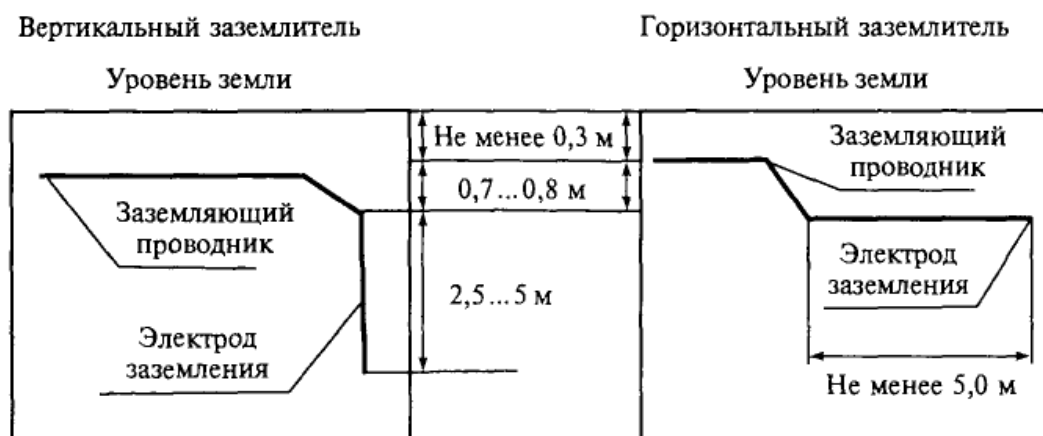 Вертикальный заземлитель
Горизонтальный заземлитель
Уровень земли
Уровень земли
Не менее 0,3 м
Заземляющий
проводник
0,7...0,8 м
Заземляющий
проводник
Электрод
заземления
2,5...5 м
Электрод
заземления
Не менее 5,0 м